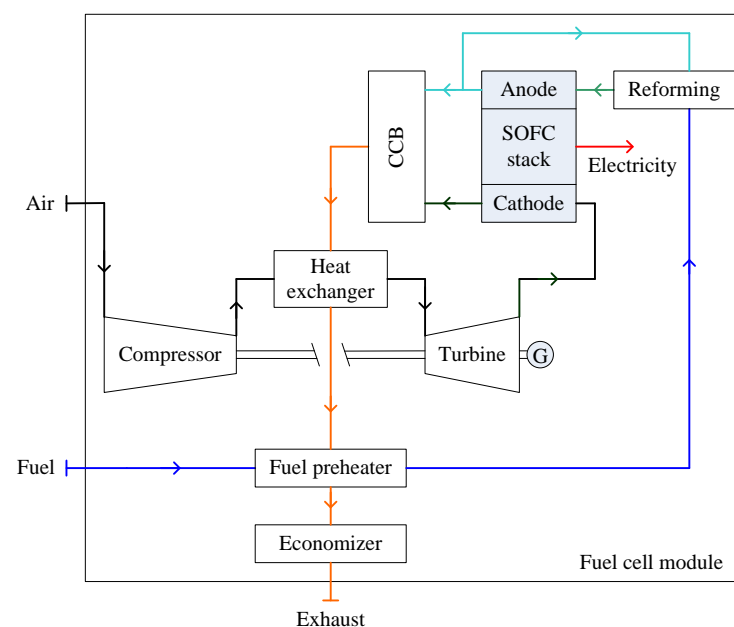 Anode
Reforming
CCB
SOFC
stack
Electricity
Air
Cathode
Heat
exchanger
Compressor
Turbine
G
Fuel
Fuel preheater
Economizer
Fuel cell module
Exhaust